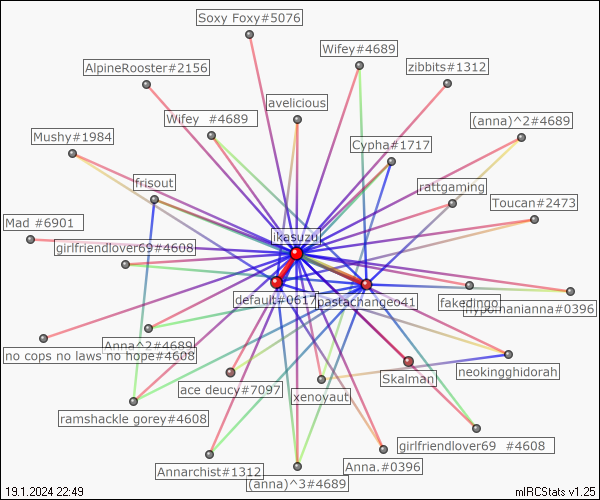 Soxy Foxy#5076
Wifey#4689
AlpineRooster#2156
zibbits#1312
avelicious
Wifey #4689
(anna)^2#4689
Mushy#1984
Cypha#1717
frisout
rattgaming
Toucan#2473
Mad #6901
ikasuzu
girlfriendlover69#4608
default#0617
pastachangeo41
fakedingo
hypomanianna#0396
Anna^2#4689
no cops no laws no hope#4608
neokingghidorah
Skalman
ace deucy#7097
xenoyaut
ramshackle gorey#4608
girlfriendlover69 #4608
Annarchist#1312
Anna.#0396
(anna)^3#4689
19.1.2024 22:49
mIRCStats v1.25